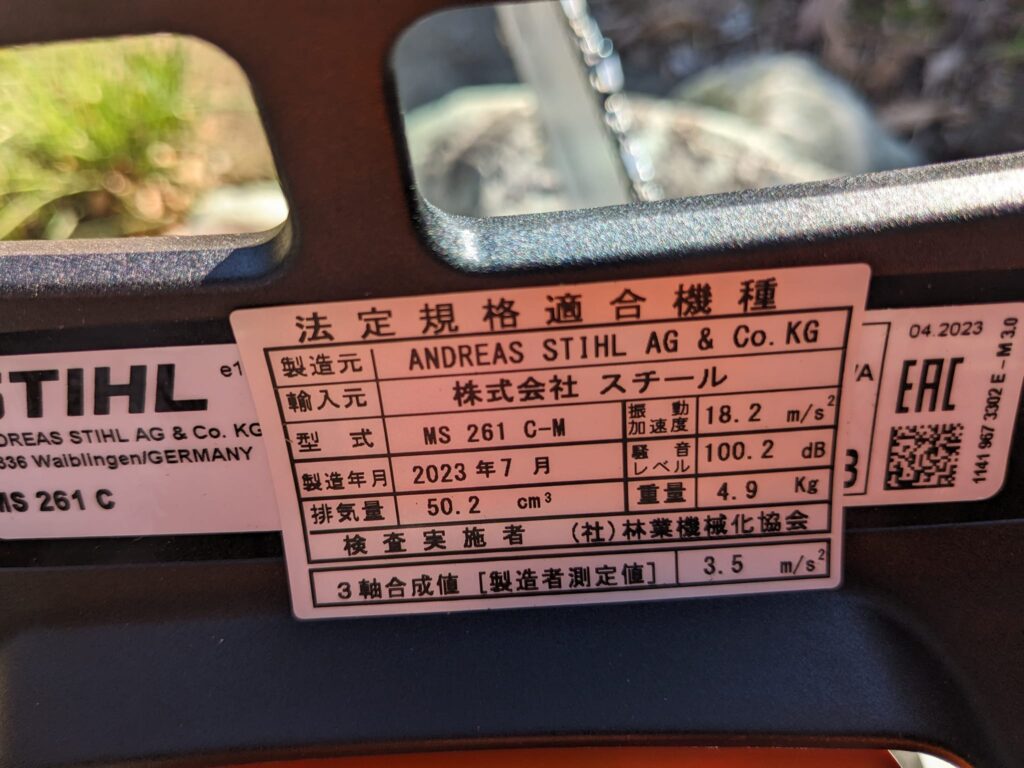 法定規格適合機種
製造元 ANDREAS STIHL AG & Co. KG
輸入元 株式会社 スチール
型式 MS 261 C-M 振動加速度 18.2 m/s²
製造年月 2023年7月 騒音レベル 100.2 dB
排気量 50.2 cm³ 重量 4.9 Kg
検査実施者 (社)林業機械化協会
3軸合成値 [製造者測定値] 3.5 m/s²
STIHL e1
ANDREAS STIHL AG & Co. KG
336 Waiblingen/GERMANY
MS 261 C
04.2023
EAC
1141 967 3302 E - M 3.0